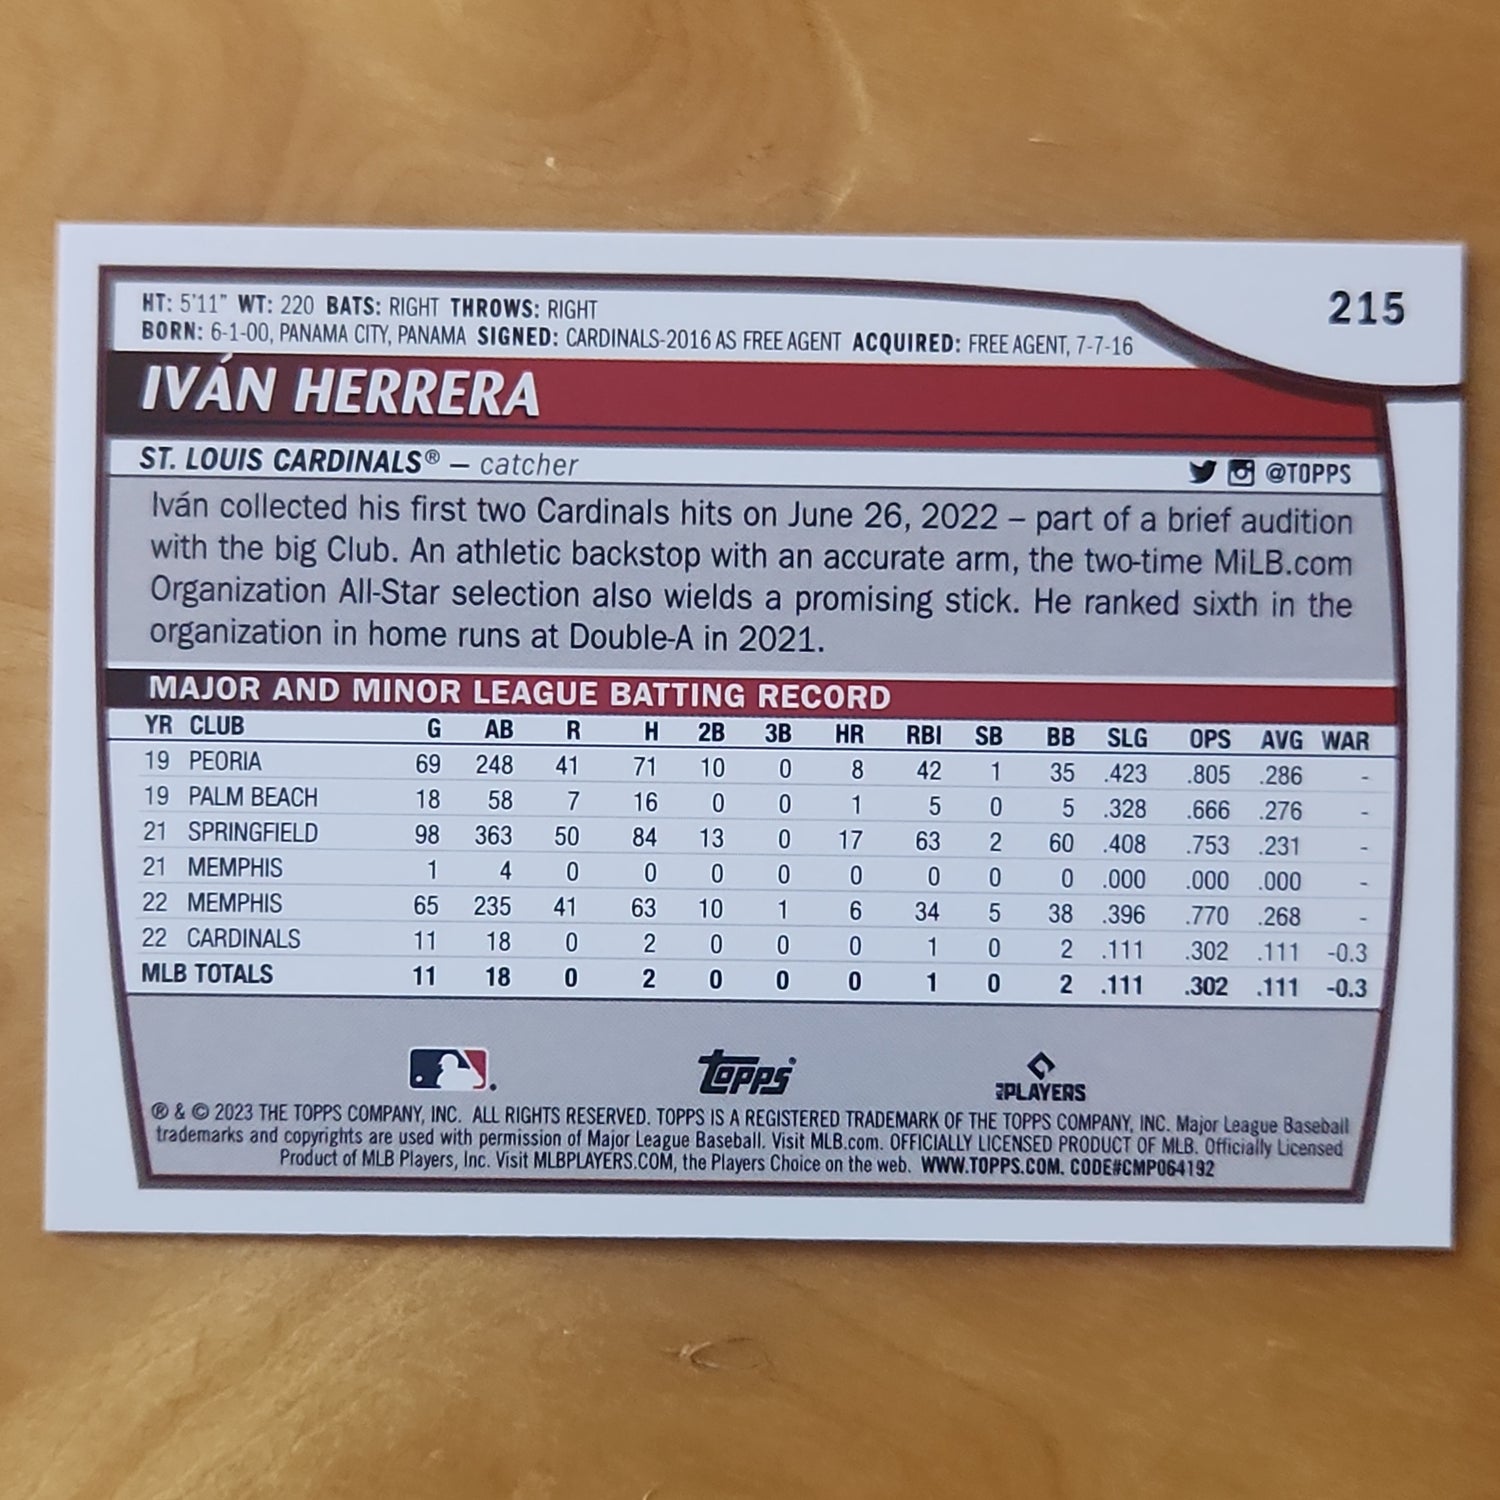 215
HT: 5'11" WT: 220 BATS: RIGHT THROWS: RIGHT
BORN: 6-1-00, PANAMA CITY, PANAMA SIGNED: CARDINALS-2016 AS FREE AGENT ACQUIRED: FREE AGENT, 7-7-16
IVÁN HERRERA
ST. LOUIS CARDINALS® – catcher @TOPPS
Iván collected his first two Cardinals hits on June 26, 2022 – part of a brief audition
with the big Club. An athletic backstop with an accurate arm, the two-time MiLB.com
Organization All-Star selection also wields a promising stick. He ranked sixth in the
organization in home runs at Double-A in 2021.
MAJOR AND MINOR LEAGUE BATTING RECORD
YR CLUB G AB R H 2B 3B HR RBI SB BB SLG OPS AVG WAR
19 PEORIA 69 248 41 71 10 0 8 42 1 35 .423 .805 .286 -
19 PALM BEACH 18 58 7 16 0 0 1 5 0 5 .328 .666 .276 -
21 SPRINGFIELD 98 363 50 84 13 0 17 63 2 60 .408 .753 .231 -
21 MEMPHIS 1 4 0 0 0 0 0 0 0 0 .000 .000 .000 -
22 MEMPHIS 65 235 41 63 10 1 6 34 5 38 .396 .770 .268 -
22 CARDINALS 11 18 0 2 0 0 0 1 0 2 .111 .302 .111 -0.3
MLB TOTALS 11 18 0 2 0 0 0 1 0 2 .111 .302 .111 -0.3
Topps® PLAYERS
® & © 2023 THE TOPPS COMPANY, INC. ALL RIGHTS RESERVED. TOPPS IS A REGISTERED TRADEMARK OF THE TOPPS COMPANY, INC. Major League Baseball
trademarks and copyrights are used with permission of Major League Baseball. Visit MLB.com. OFFICIALLY LICENSED PRODUCT OF MLB. Officially Licensed
Product of MLB Players, Inc. Visit MLBPLAYERS.COM, the Players Choice on the web. WWW.TOPPS.COM. CODE#CMP064192